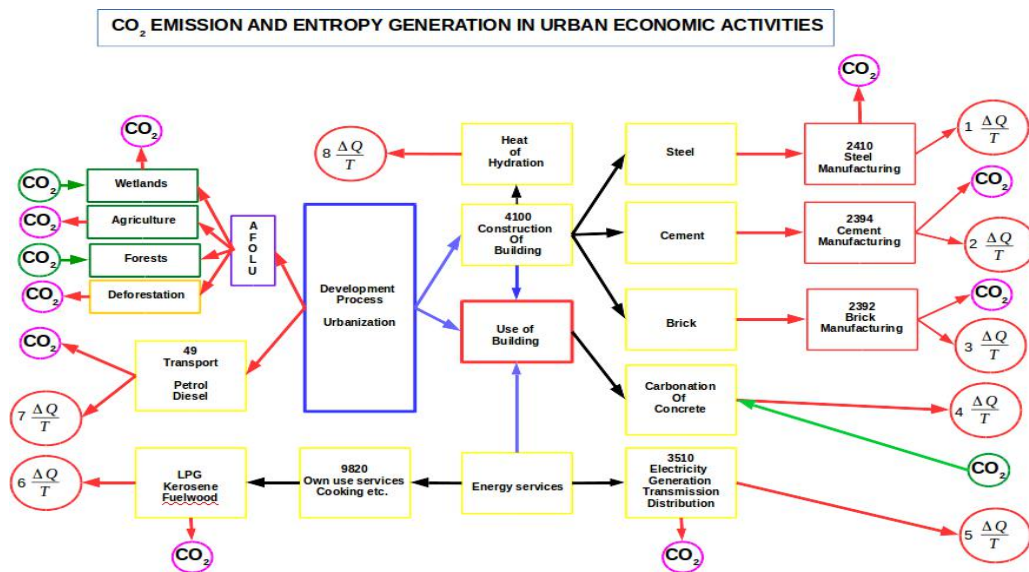 CO2 EMISSION AND ENTROPY GENERATION IN URBAN ECONOMIC ACTIVITIES
CO2
CO2
CO2
Wetlands
CO2
Agriculture
CO2
Forests
CO2
Deforestation
A
F
O
L
U
CO2
49
Transport
Petrol
Diesel
7 ΔQ
T
6 ΔQ
T
LPG
Kerosene
Fuelwood
CO2
9820
Own use services
Cooking etc.
Energy services
Development
Process
Urbanization
8 ΔQ
T
Heat
of
Hydration
4100
Construction
Of
Building
Use of
Building
Steel
Cement
Brick
Carbonation
Of
Concrete
3510
Electricity
Generation
Transmission
Distribution
CO2
CO2
2410
Steel
Manufacturing
1 ΔQ
T
2394
Cement
Manufacturing
CO2
2 ΔQ
T
2392
Brick
Manufacturing
3 ΔQ
T
4 ΔQ
T
CO2
5 ΔQ
T